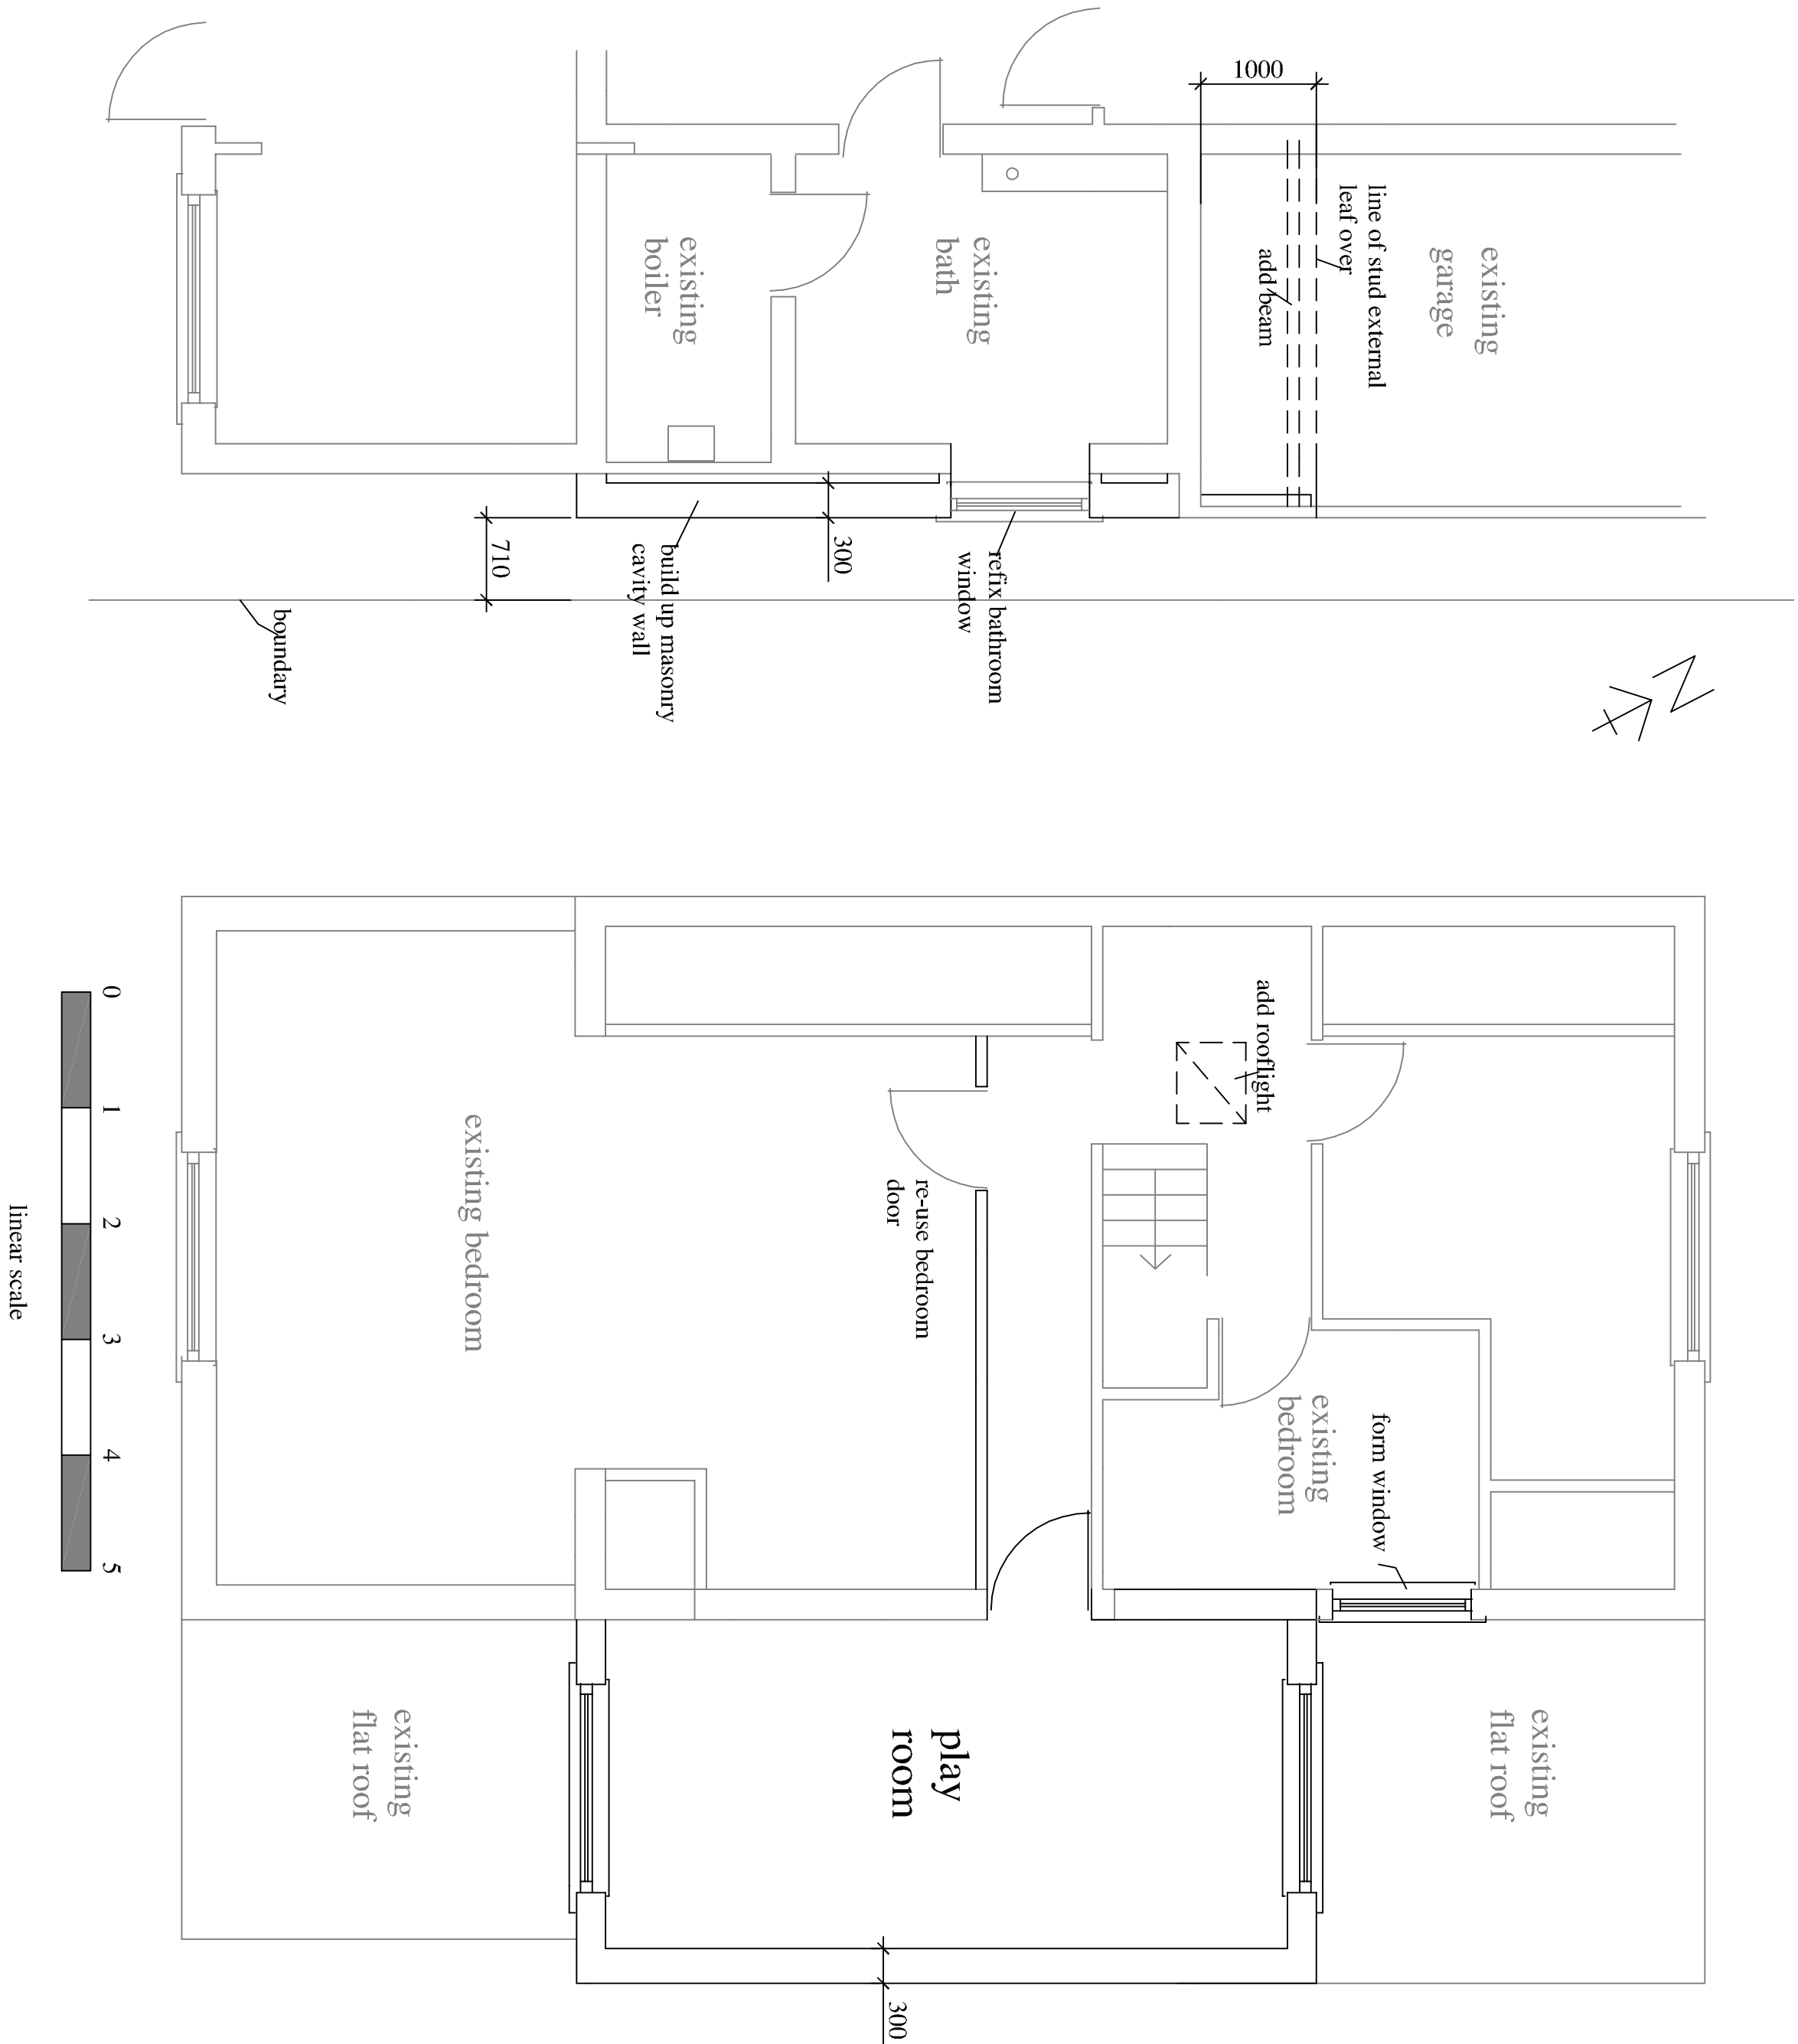 1000
line of stud external
leaf over
add beam
existing
garage
existing
bath
existing
boiler
300
710
refix bathroom
window
build up masonry
cavity wall
boundary
N
add rooflight
re-use bedroom
door
existing bedroom
existing
bedroom
form window
play
room
existing
flat roof
existing
flat roof
300
0
1
2
3
4
5
linear scale